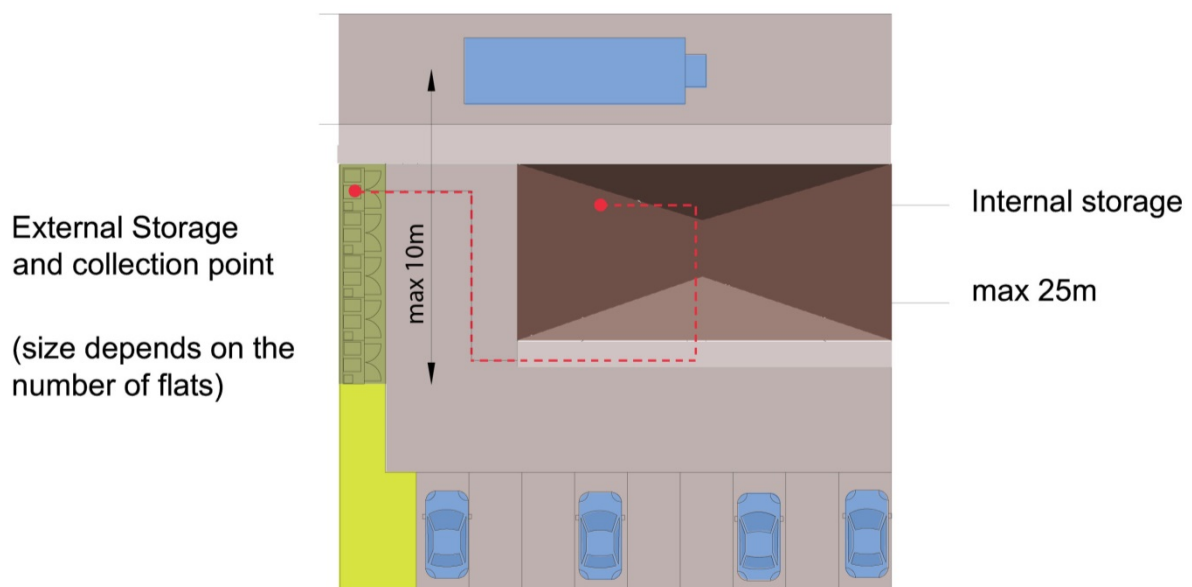 External Storage
and collection point
(size depends on the
number of flats)
max 10m
Internal storage
max 25m